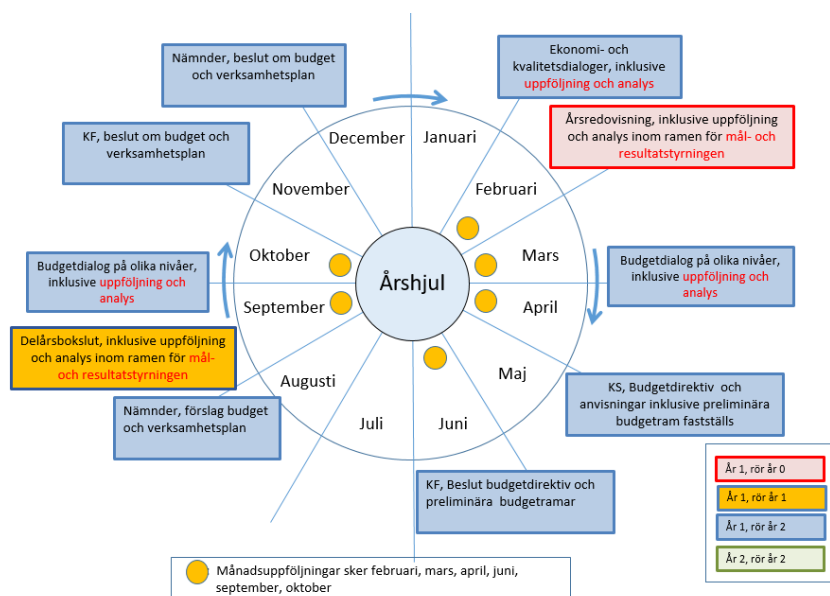 Nämnder, beslut om budget
och verksamhetsplan
Ekonomi- och
kvalitetsdialoger, inklusive
uppföljning och analys
KF, beslut om budget och
verksamhetsplan
Årsredovisning, inklusive uppföljning
och analys inom ramen för mål- och
resultatstyrningen
December
Januari
November
Februari
Oktober
Mars
Budgetdialog på olika nivåer,
inklusive uppföljning och
analys
Årshjul
Budgetdialog på olika nivåer,
inklusive uppföljning och
analys
September
April
Delårsbokslut, inklusive uppföljning
och analys inom ramen för mål-
och resultatstyrningen
Augusti
Maj
Nämnder, förslag budget
och verksamhetsplan
KS, Budgetdirektiv och
anvisningar inklusive preliminära
budgetram fastställs
Juli
Juni
KF, Beslut budgetdirektiv och
preliminära budgetramar
År 1, rör år 0
År 1, rör år 1
År 1, rör år 2
År 2, rör år 2
Månadsuppföljningar sker februari, mars, april, juni,
september, oktober